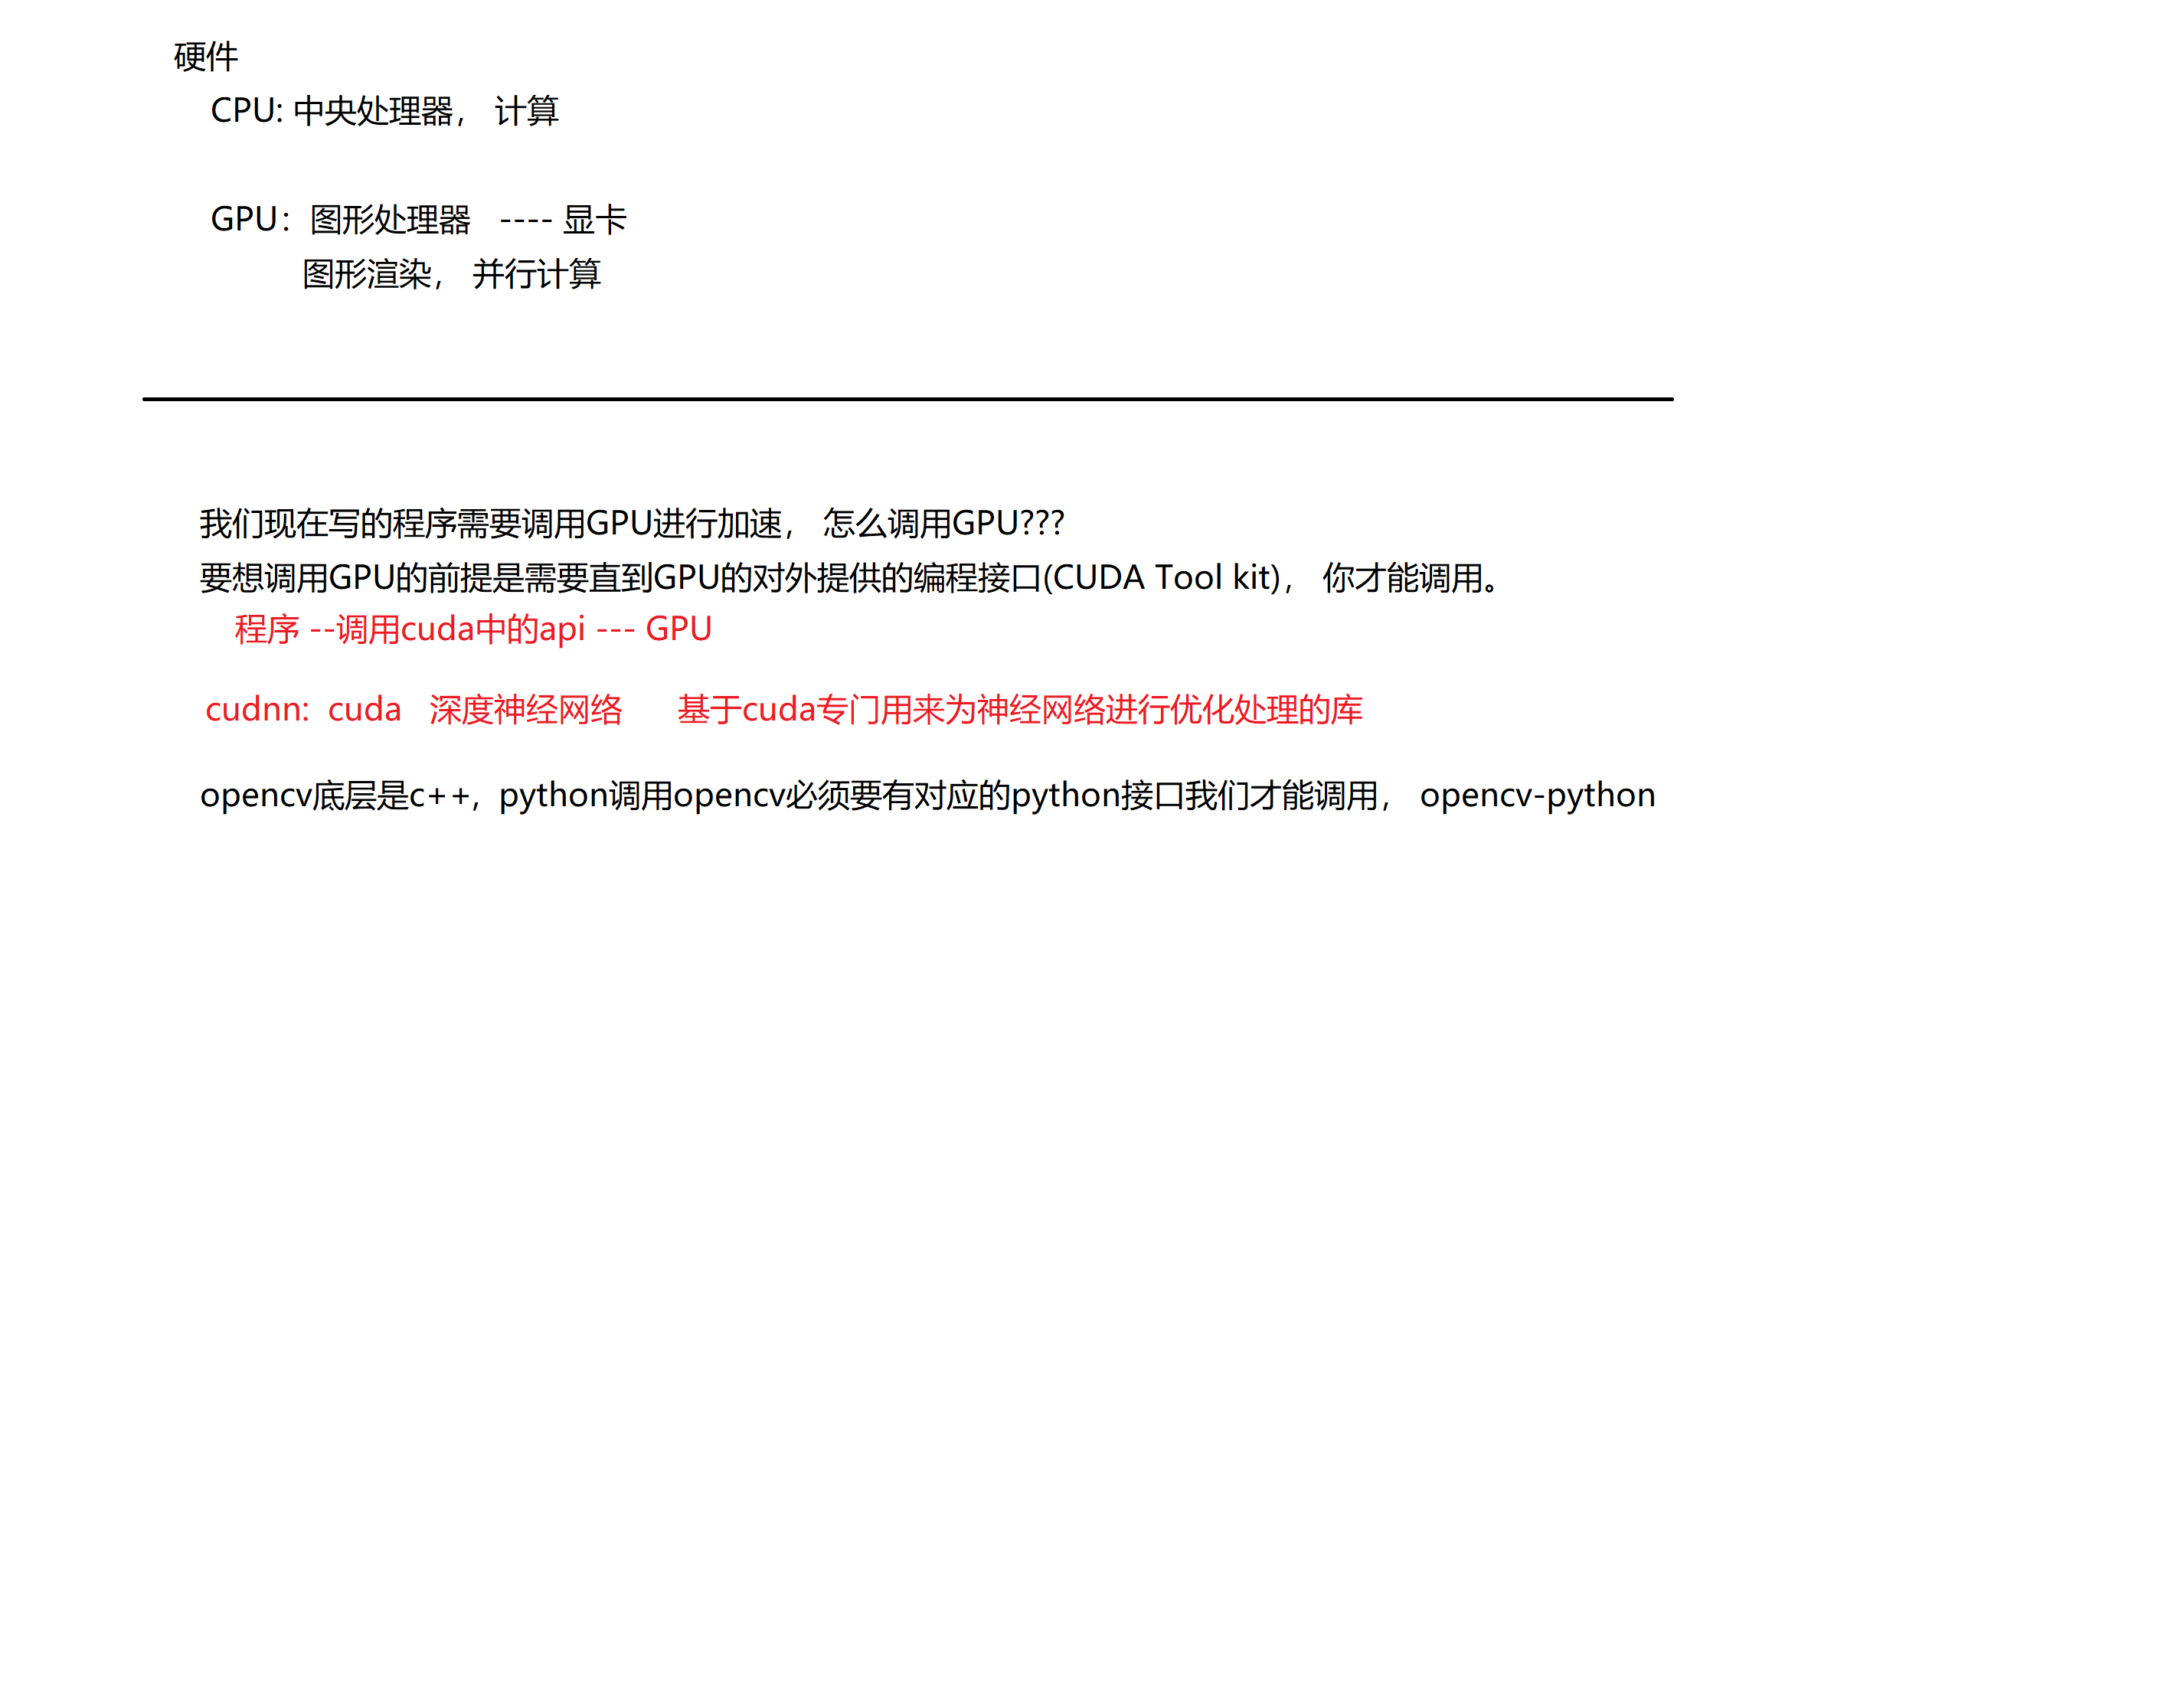 硬件
CPU: 中央处理器， 计算
GPU：图形处理器 ---- 显卡
图形渲染， 并行计算
我们现在写的程序需要调用GPU进行加速， 怎么调用GPU???
要想调用GPU的前提是需要直到GPU的对外提供的编程接口(CUDA Tool kit)， 你才能调用。
程序 --调用cuda中的api --- GPU
cudnn: cuda 深度神经网络 基于cuda专门用来为神经网络进行优化处理的库
opencv底层是c++，python调用opencv必须要有对应的python接口我们才能调用， opencv-python